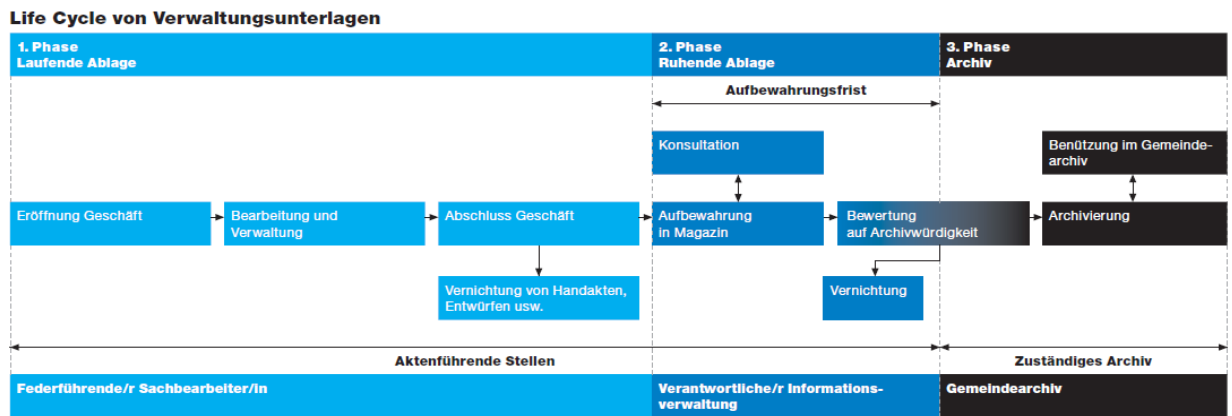 Life Cycle von Verwaltungsunterlagen
1. Phase
Laufende Ablage
2. Phase
Ruhende Ablage
3. Phase
Archiv
Aufbewahrungsfrist
Konsultation
Benützung im Gemeinde-
archiv
Eröffnung Geschäft
Bearbeitung und
Verwaltung
Abschluss Geschäft
Aufbewahrung
in Magazin
Bewertung
auf Archivwürdigkeit
Archivierung
Vernichtung von Handakten,
Entwürfen usw.
Vernichtung
Aktenführende Stellen
Zuständiges Archiv
Federführende/r Sachbearbeiter/in
Verantwortliche/r Informations-
verwaltung
Gemeindearchiv